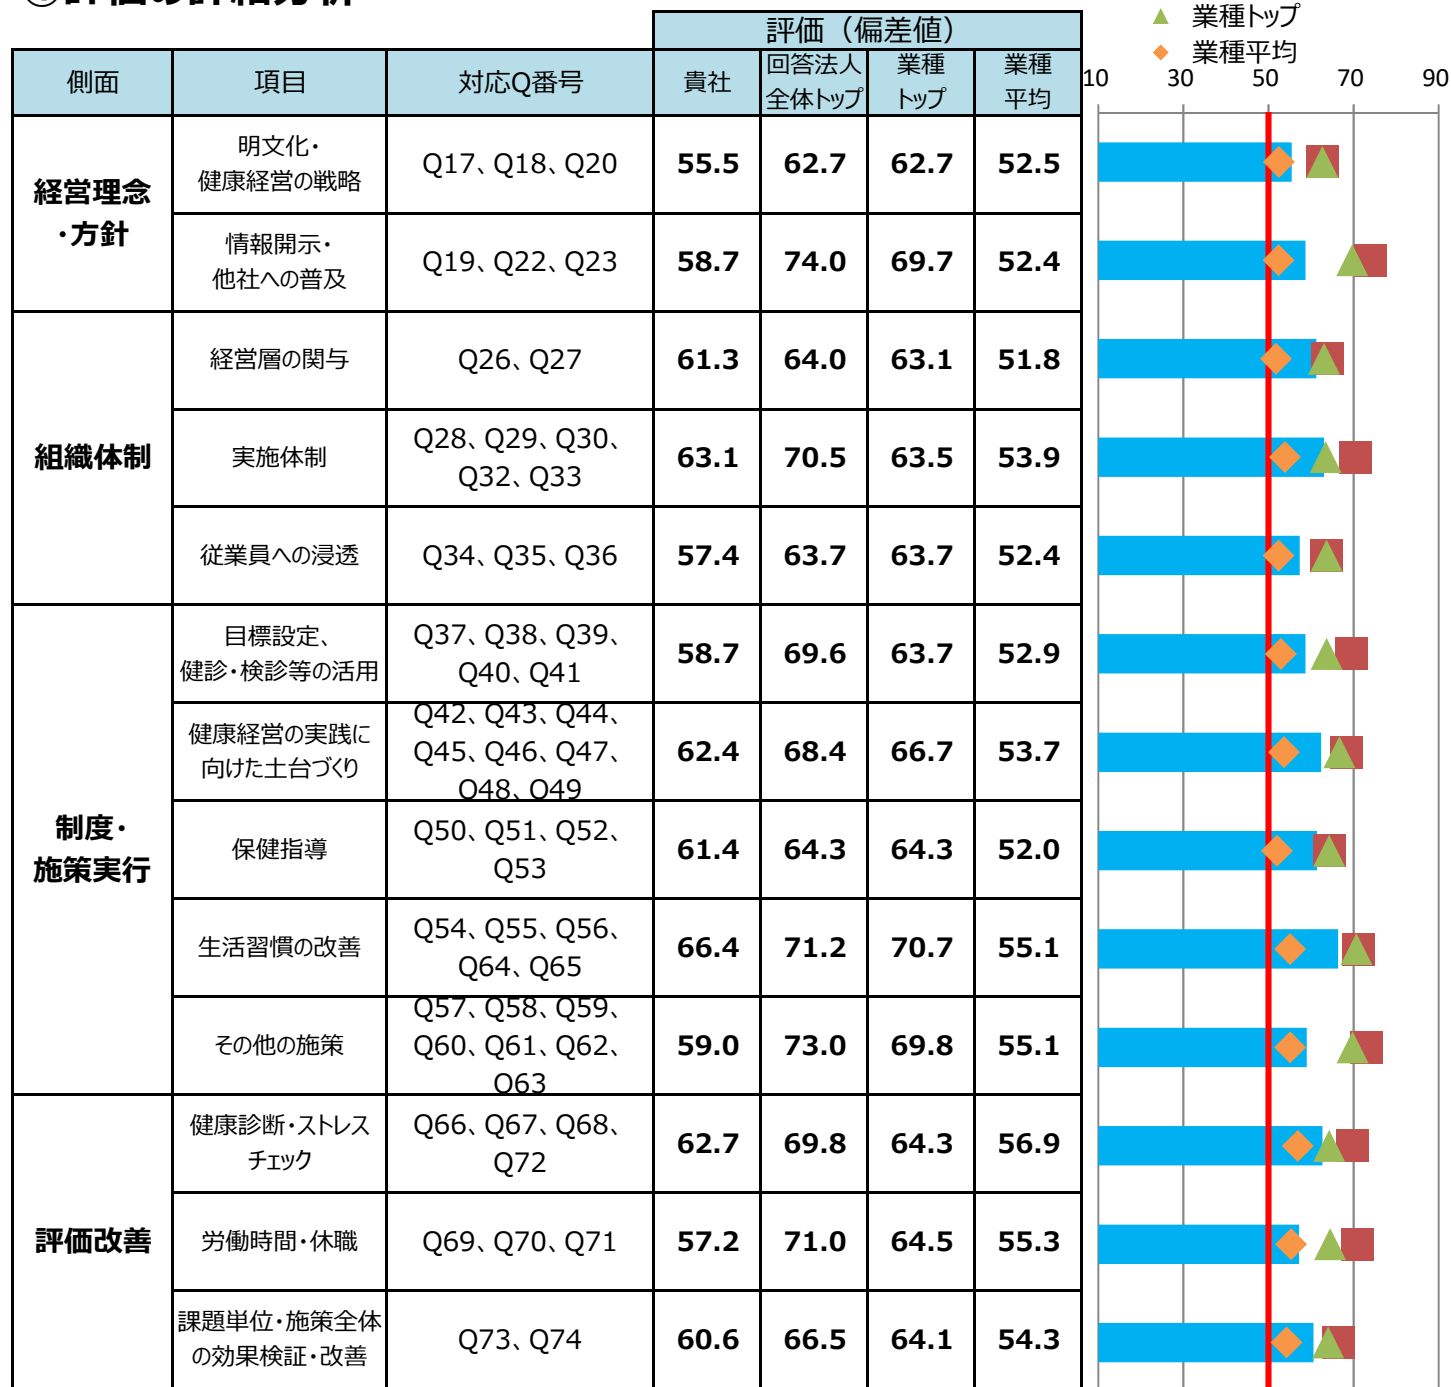 ①評価の詳細分析
業種トップ
業種平均
評価（偏差値）
側面 項目 対応Q番号 貴社 回答法人 業種 業種
全体トップ トップ 平均
10 30 50 70 90
経営理念
・方針
明文化・
健康経営の戦略
Q17、Q18、Q20 55.5 62.7 62.7 52.5
情報開示・
他社への普及
Q19、Q22、Q23 58.7 74.0 69.7 52.4
組織体制
経営層の関与 Q26、Q27 61.3 64.0 63.1 51.8
実施体制
Q28、Q29、Q30、
Q32、Q33
63.1 70.5 63.5 53.9
従業員への浸透 Q34、Q35、Q36 57.4 63.7 63.7 52.4
制度・
施策実行
目標設定、
健診・検診等の活用
Q37、Q38、Q39、
Q40、Q41
58.7 69.6 63.7 52.9
健康経営の実践に
向けた土台づくり
Q42、Q43、Q44、
Q45、Q46、Q47、
Q48、Q49
62.4 68.4 66.7 53.7
保健指導
Q50、Q51、Q52、
Q53
61.4 64.3 64.3 52.0
生活習慣の改善
Q54、Q55、Q56、
Q64、Q65
66.4 71.2 70.7 55.1
その他の施策
Q57、Q58、Q59、
Q60、Q61、Q62、
Q63
59.0 73.0 69.8 55.1
評価改善
健康診断・ストレス
チェック
Q66、Q67、Q68、
Q72
62.7 69.8 64.3 56.9
労働時間・休職 Q69、Q70、Q71 57.2 71.0 64.5 55.3
課題単位・施策全体
の効果検証・改善
Q73、Q74 60.6 66.5 64.1 54.3